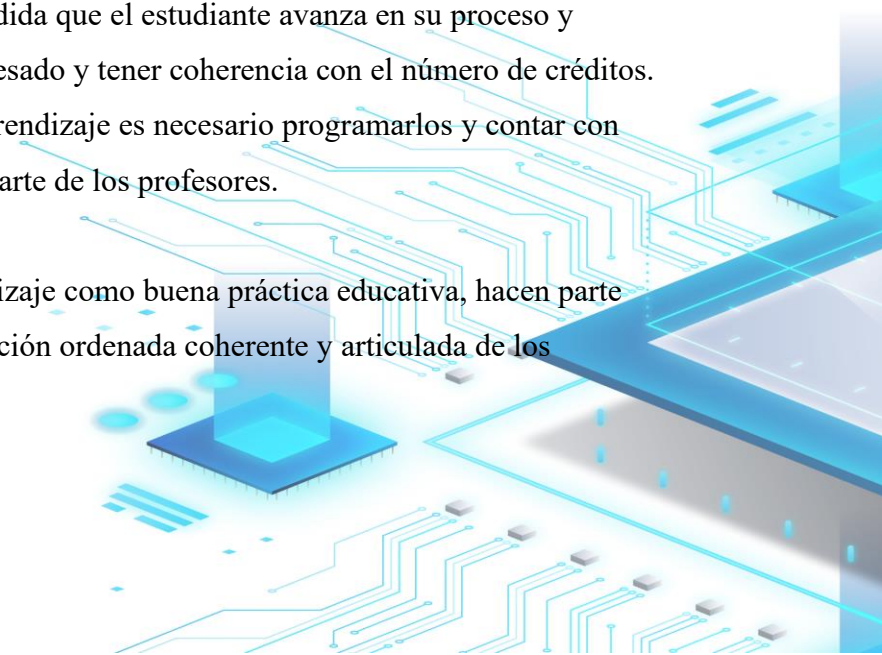 dida que el estudiante avanza en su proceso y
esado y tener coherencia con el número de créditos.
rendizaje es necesario programarlos y contar con
arte de los profesores.
izaje como buena práctica educativa, hacen parte
ción ordenada coherente y articulada de los